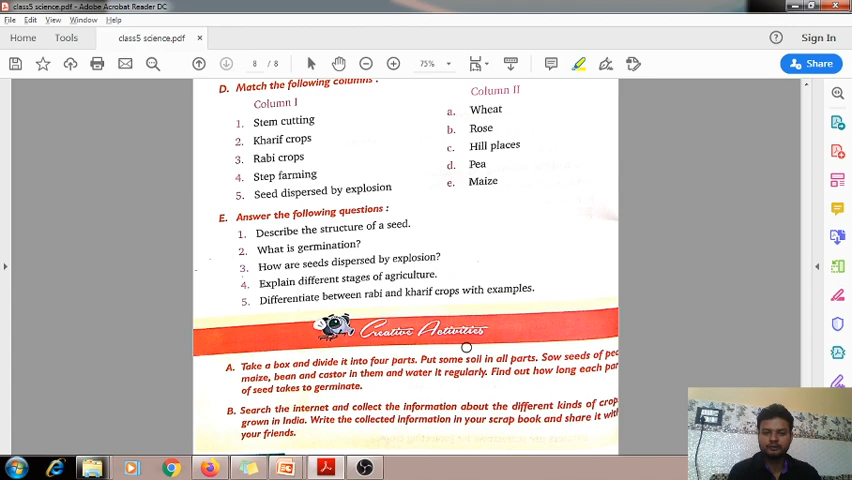 class5 science.pdf - Adobe Acrobat Reader DC
File Edit View Window Help
Home Tools class5 science.pdf × Sign In
8 / 8 75% Share
D. Match the following columns :
Column I Column II
1. Stem cutting a. Wheat
2. Kharif crops b. Rose
3. Rabi crops c. Hill places
4. Step farming d. Pea
5. Seed dispersed by explosion e. Maize
E. Answer the following questions :
1. Describe the structure of a seed.
2. What is germination?
3. How are seeds dispersed by explosion?
4. Explain different stages of agriculture.
5. Differentiate between rabi and kharif crops with examples.
Creative Activities
A. Take a box and divide it into four parts. Put some soil in all parts. Sow seeds of pea
maize, bean and castor in them and water it regularly. Find out how long each par
of seed takes to germinate.
B. Search the internet and collect the information about the different kinds of crop
grown in India. Write the collected information in your scrap book and share it with
your friends.